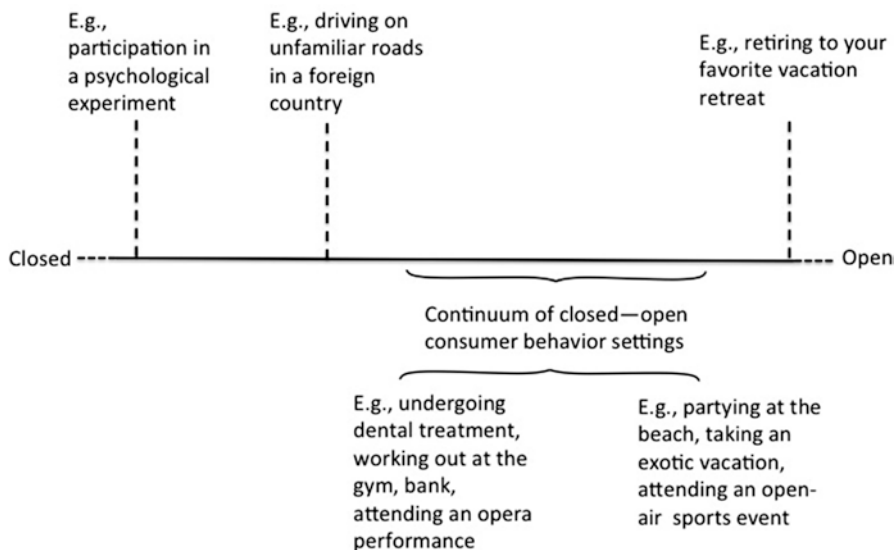 E.g.,
participation in
a psychological
experiment
E.g., driving on
unfamiliar roads
in a foreign
country
E.g., retiring to your
favorite vacation
retreat
Closed
Open
Continuum of closed—open
consumer behavior settings
E.g., undergoing
dental treatment,
working out at the
gym, bank,
attending an opera
performance
E.g., partying at the
beach, taking an
exotic vacation,
attending an open-
air sports event